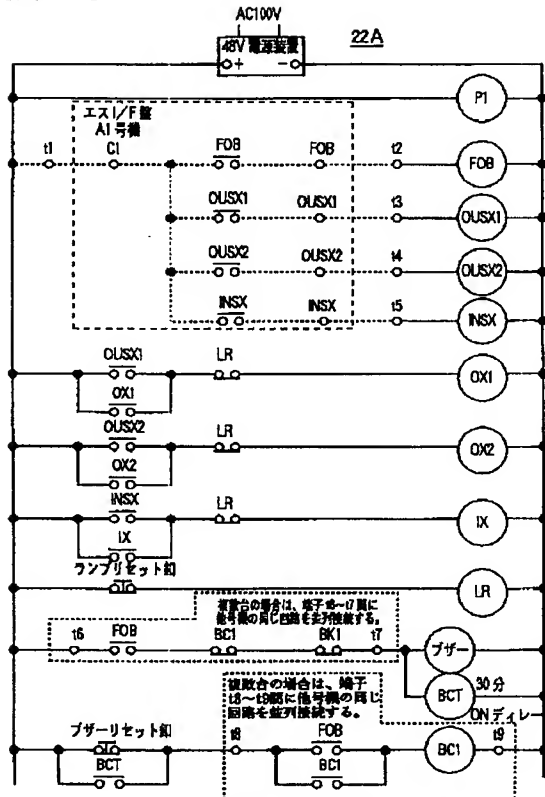 AC100V
22A
48V 電源装置
+ -
P1
エスI/F盤
A1号機
t1 C1 FOB FOB t2 FOB
OUSX1 OUSX1 t3 OUSX1
OUSX2 OUSX2 t4 OUSX2
INSX INSX t5 INSX
OUSX1 LR OX1
OX1
OUSX2 LR OX2
OX2
INSX LR IX
IX
ランプリセット釦 LR
複数台の場合は、端子t6~t7間に
他号機の同じ回路を並列接続する。
t6 FOB BC1 BK1 t7 ブザー
BCT 30分
ONディレー
複数台の場合は、端子
t8~t9間に他号機の同じ
回路を並列接続する。
ブザーリセット釦 t8 FOB BC1 t9
BCT BC1